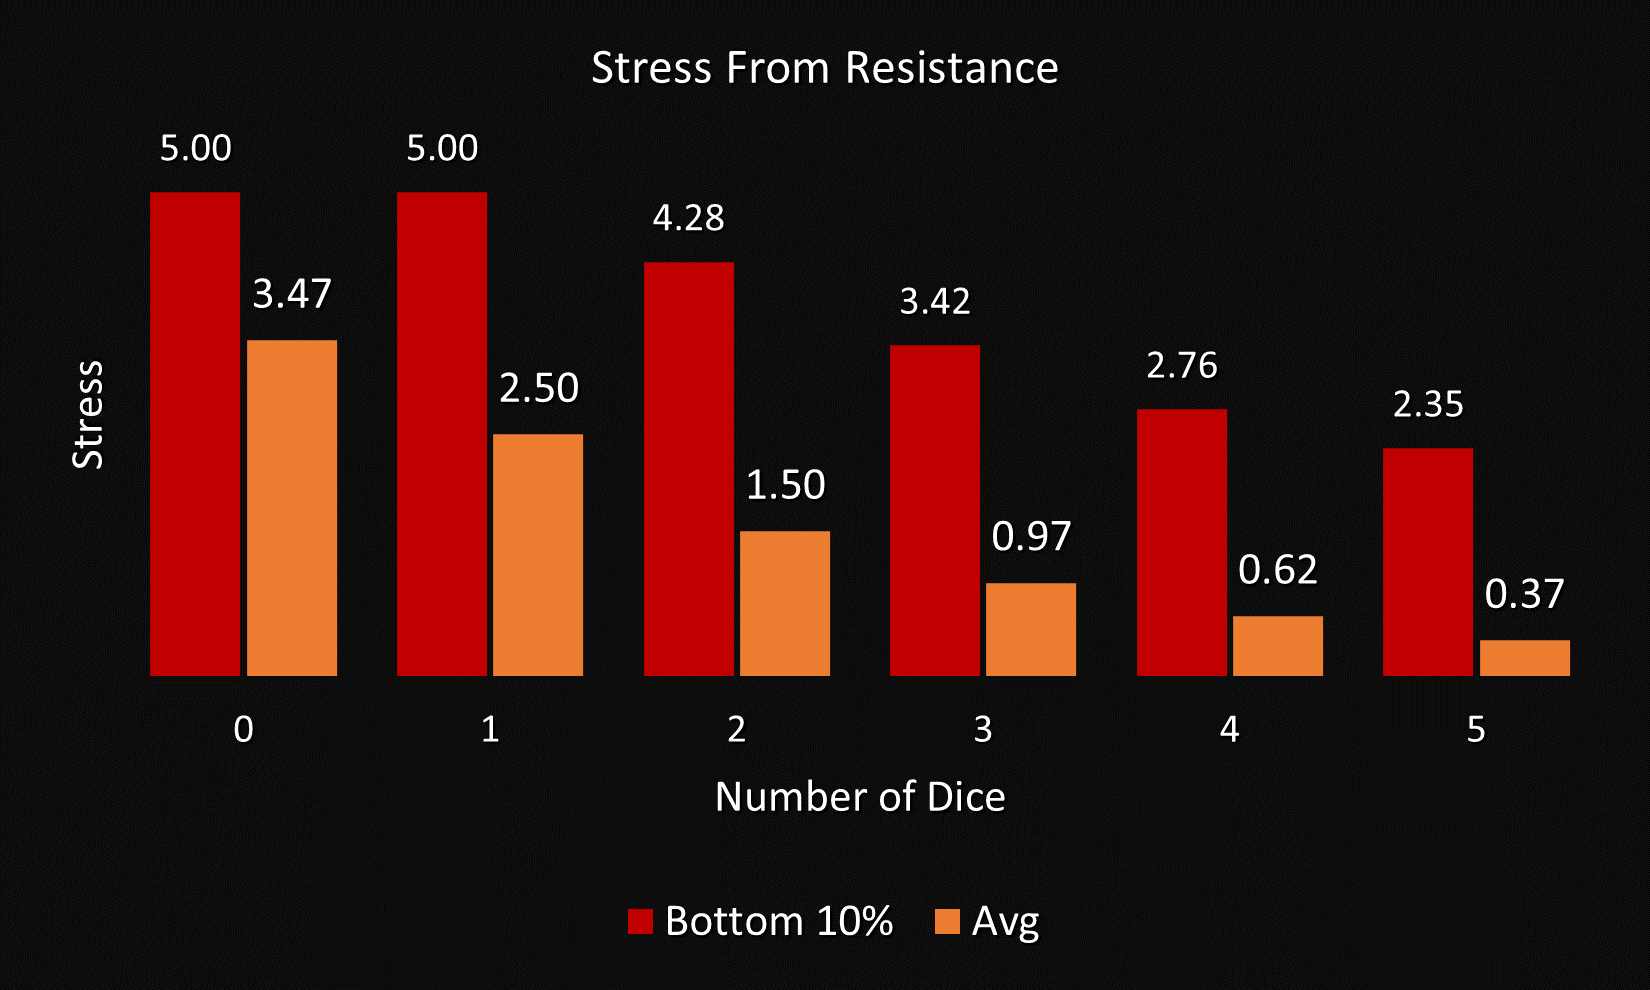 Stress From Resistance
5.00
5.00
4.28
3.47
3.42
2.76
2.50
2.35
1.50
0.97
0.62
0.37
Stress
0 1 2 3 4 5
Number of Dice
Bottom 10% Avg